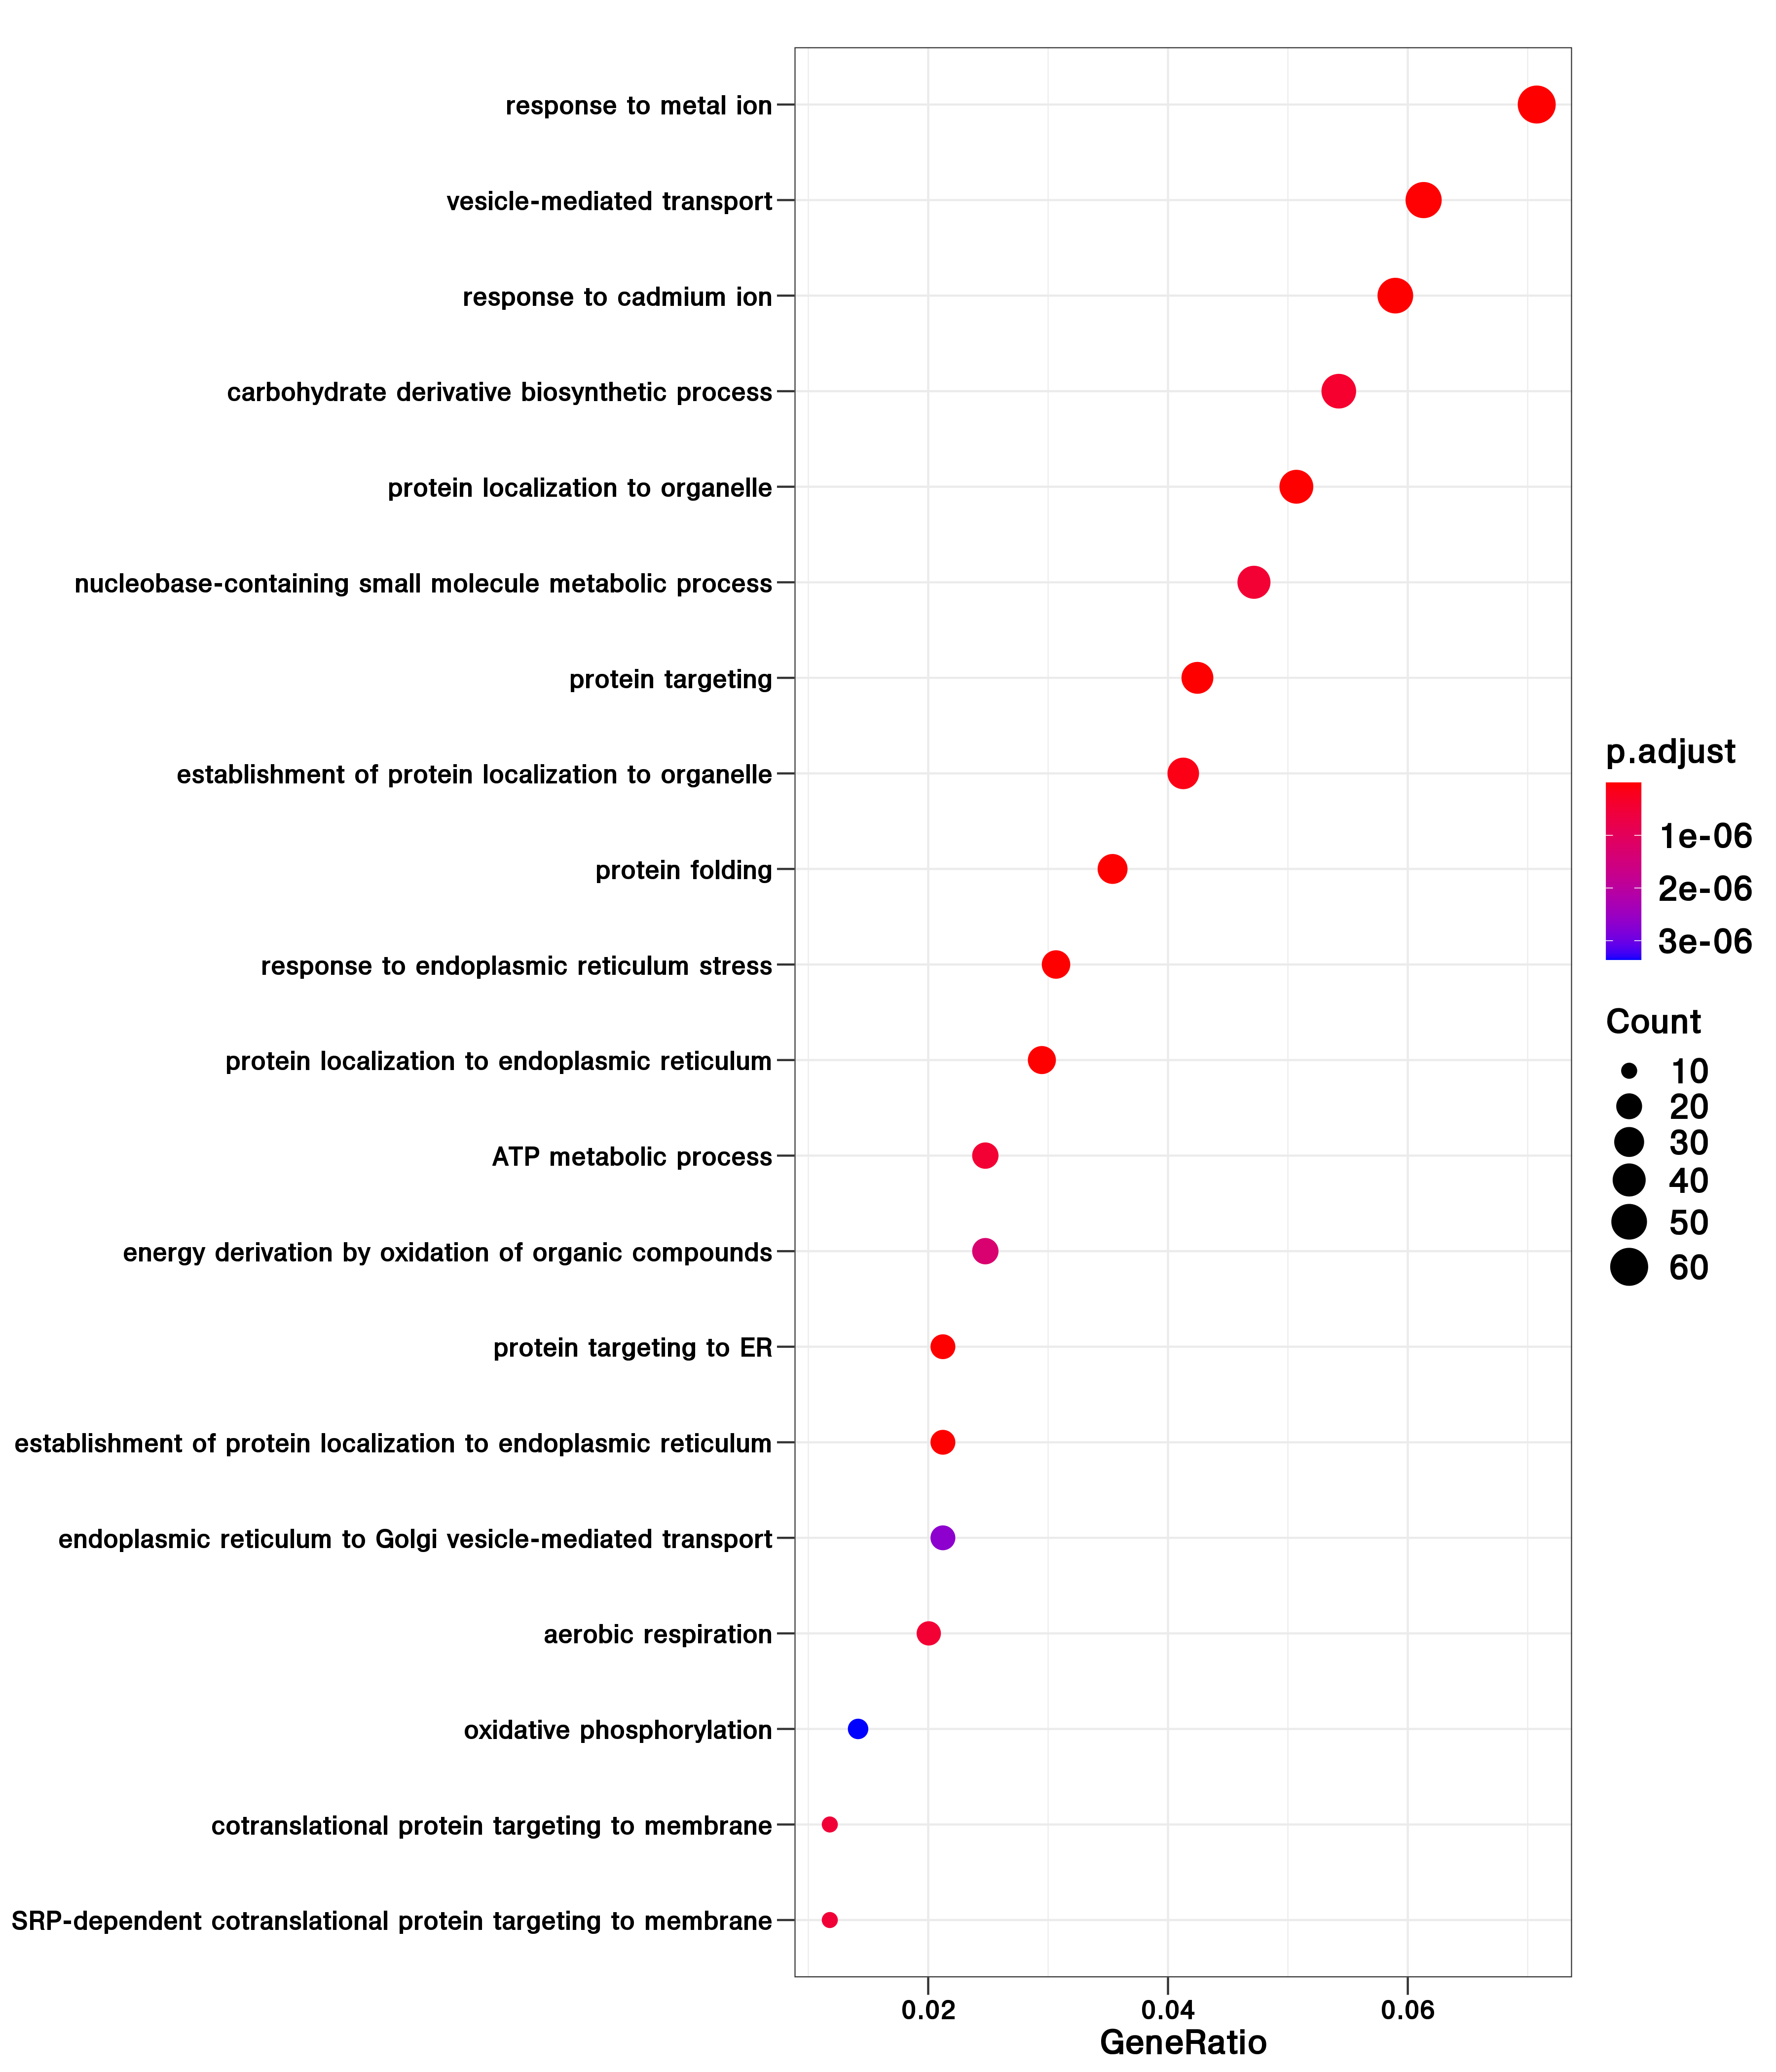 response to metal ion
vesicle-mediated transport
response to cadmium ion
carbohydrate derivative biosynthetic process
protein localization to organelle
nucleobase-containing small molecule metabolic process
protein targeting
establishment of protein localization to organelle
protein folding
response to endoplasmic reticulum stress
protein localization to endoplasmic reticulum
ATP metabolic process
energy derivation by oxidation of organic compounds
protein targeting to ER
establishment of protein localization to endoplasmic reticulum
endoplasmic reticulum to Golgi vesicle-mediated transport
aerobic respiration
oxidative phosphorylation
cotranslational protein targeting to membrane
SRP-dependent cotranslational protein targeting to membrane
0.02 0.04 0.06
GeneRatio
p.adjust
1e-06
2e-06
3e-06
Count
10
20
30
40
50
60